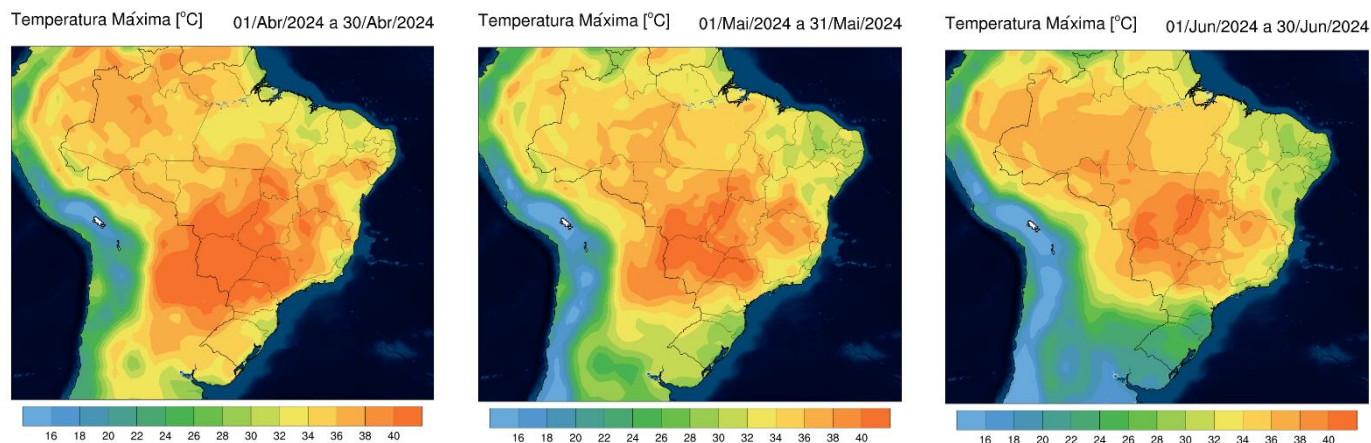 Temperatura Máxima [°C] 01/Abr/2024 a 30/Abr/2024
16 18 20 22 24 26 28 30 32 34 36 38 40
Temperatura Máxima [°C] 01/Mai/2024 a 31/Mai/2024
16 18 20 22 24 26 28 30 32 34 36 38 40
Temperatura Máxima [°C] 01/Jun/2024 a 30/Jun/2024
16 18 20 22 24 26 28 30 32 34 36 38 40